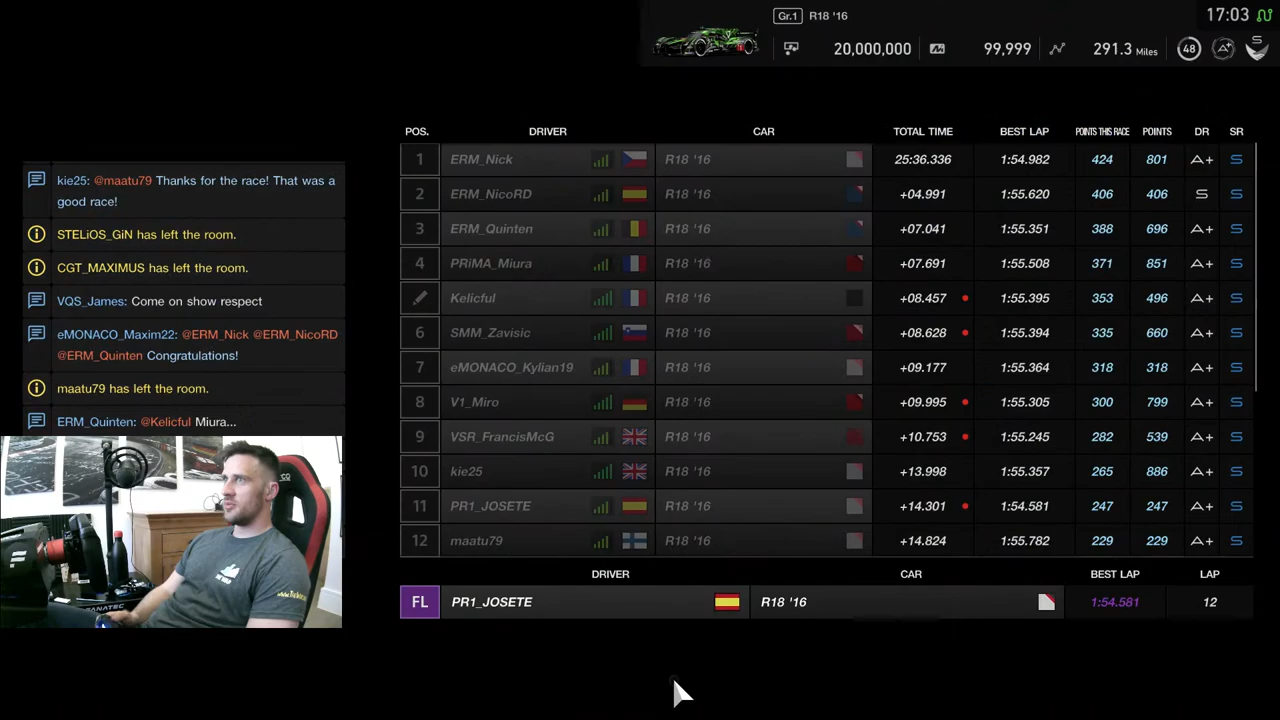 Gr.1 R18 '16 17:03
20,000,000 99,999 291.3 Miles 48 A+ S
kie25: @maatu79 Thanks for the race! That was a
good race!
STELiOS_GiN has left the room.
CGT_MAXIMUS has left the room.
VQS_James: Come on show respect
eMONACO_Maxim22: @ERM_Nick @ERM_NicoRD
@ERM_Quinten Congratulations!
maatu79 has left the room.
ERM_Quinten: @Kelicful Miura...
POS. DRIVER CAR TOTAL TIME BEST LAP POINTS THIS RACE POINTS DR SR
1 ERM_Nick R18 '16 25:36.336 1:54.982 424 801 A+ S
2 ERM_NicoRD R18 '16 +04.991 1:55.620 406 406 S S
3 ERM_Quinten R18 '16 +07.041 1:55.351 388 696 A+ S
4 PRiMA_Miura R18 '16 +07.691 1:55.508 371 851 A+ S
Kelicful R18 '16 +08.457 1:55.395 353 496 A+ S
6 SMM_Zavisic R18 '16 +08.628 1:55.394 335 660 A+ S
7 eMONACO_Kylian19 R18 '16 +09.177 1:55.364 318 318 A+ S
8 V1_Miro R18 '16 +09.995 1:55.305 300 799 A+ S
9 VSR_FrancisMcG R18 '16 +10.753 1:55.245 282 539 A+ S
10 kie25 R18 '16 +13.998 1:55.357 265 886 A+ S
11 PR1_JOSETE R18 '16 +14.301 1:54.581 247 247 A+ S
12 maatu79 R18 '16 +14.824 1:55.782 229 229 A+ S
DRIVER CAR BEST LAP LAP
FL PR1_JOSETE R18 '16 1:54.581 12
FANATEC